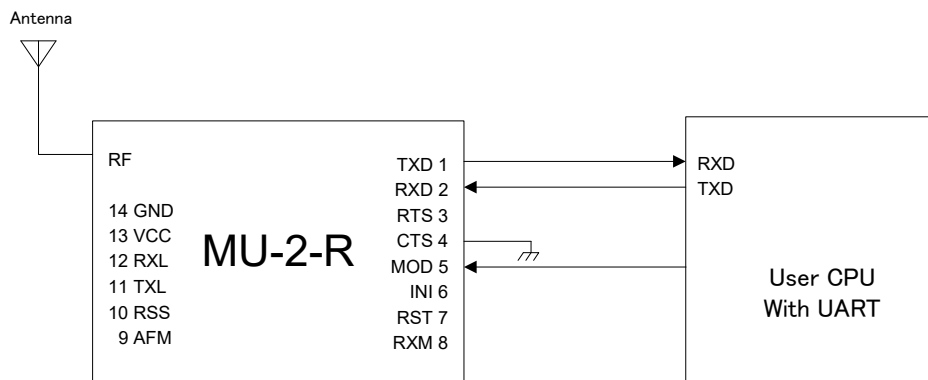 Antenna
RF
14 GND
13 VCC
12 RXL
11 TXL
10 RSS
9 AFM
MU-2-R
TXD 1
RXD 2
RTS 3
CTS 4
MOD 5
INI 6
RST 7
RXM 8
RXD
TXD
User CPU
With UART